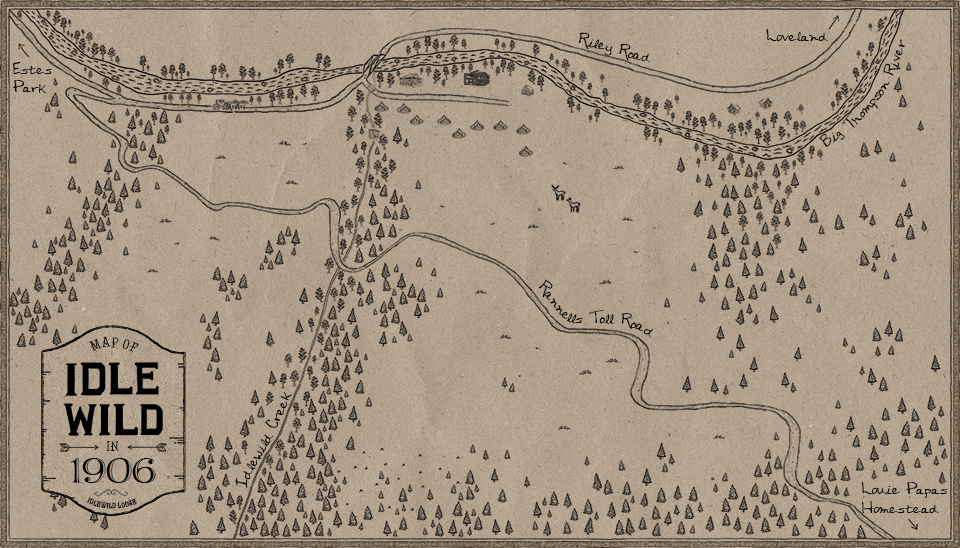 Riley Road
Loveland
Estes
Park
Big Thompson River
Rannells Toll Road
MAP OF
IDLE
WILD
IN
1906
IDLEWILD LODGE
Idlewild Creek
Louie Papas
Homestead